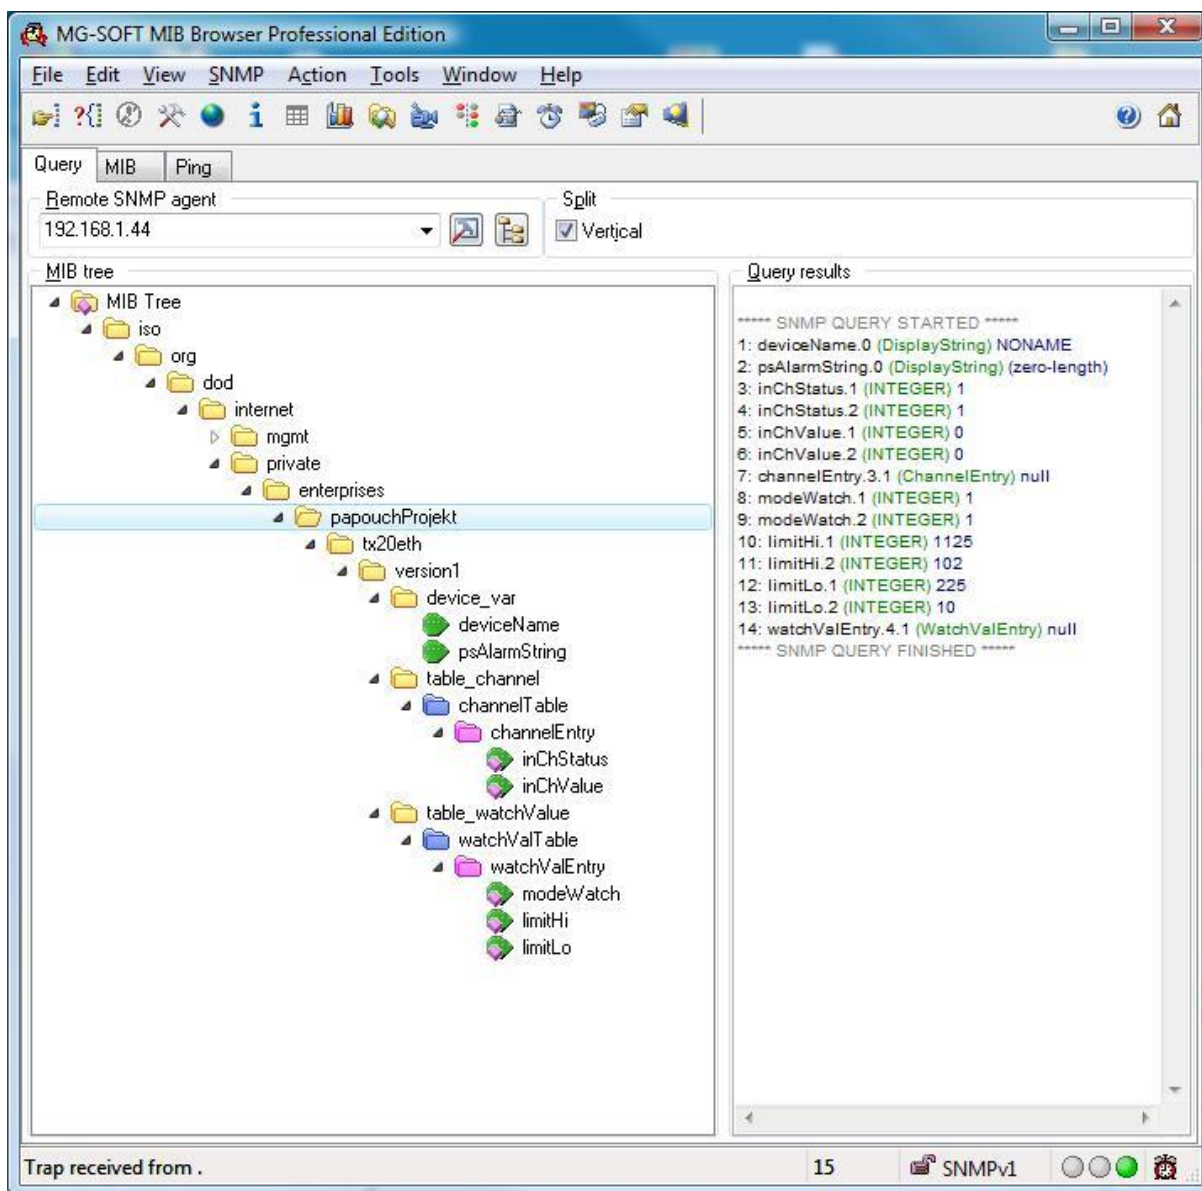 MG-SOFT MIB Browser Professional Edition
File Edit View SNMP Action Tools Window Help
Query MIB Ping
Remote SNMP agent
192.168.1.44
Split
Vertical
MIB tree
MIB Tree
iso
org
dod
internet
mgmt
private
enterprises
papouchProjekt
tx20eth
version1
device_var
deviceName
psAlarmString
table_channel
channelTable
channelEntry
inChStatus
inChValue
table_watchValue
watchValTable
watchValEntry
modeWatch
limitHi
limitLo
Query results
***** SNMP QUERY STARTED *****
1: deviceName.0 (DisplayString) NONAME
2: psAlarmString.0 (DisplayString) (zero-length)
3: inChStatus.1 (INTEGER) 1
4: inChStatus.2 (INTEGER) 1
5: inChValue.1 (INTEGER) 0
6: inChValue.2 (INTEGER) 0
7: channelEntry.3.1 (ChannelEntry) null
8: modeWatch.1 (INTEGER) 1
9: modeWatch.2 (INTEGER) 1
10: limitHi.1 (INTEGER) 1125
11: limitHi.2 (INTEGER) 102
12: limitLo.1 (INTEGER) 225
13: limitLo.2 (INTEGER) 10
14: watchValEntry.4.1 (WatchValEntry) null
***** SNMP QUERY FINISHED *****
Trap received from .
15
SNMPv1